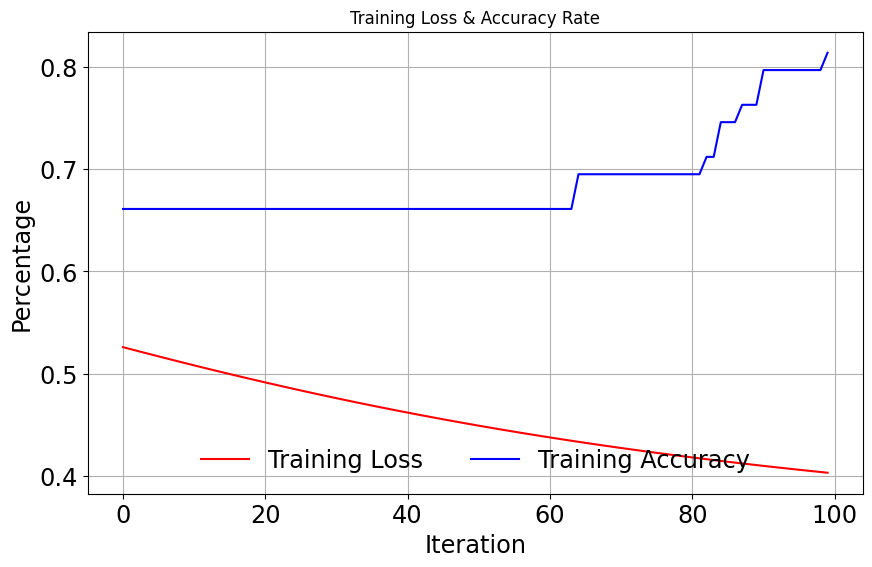 Training Loss & Accuracy Rate
0.8
0.7
0.6
0.5
0.4
Percentage
Training Loss
Training Accuracy
0 20 40 60 80 100
Iteration